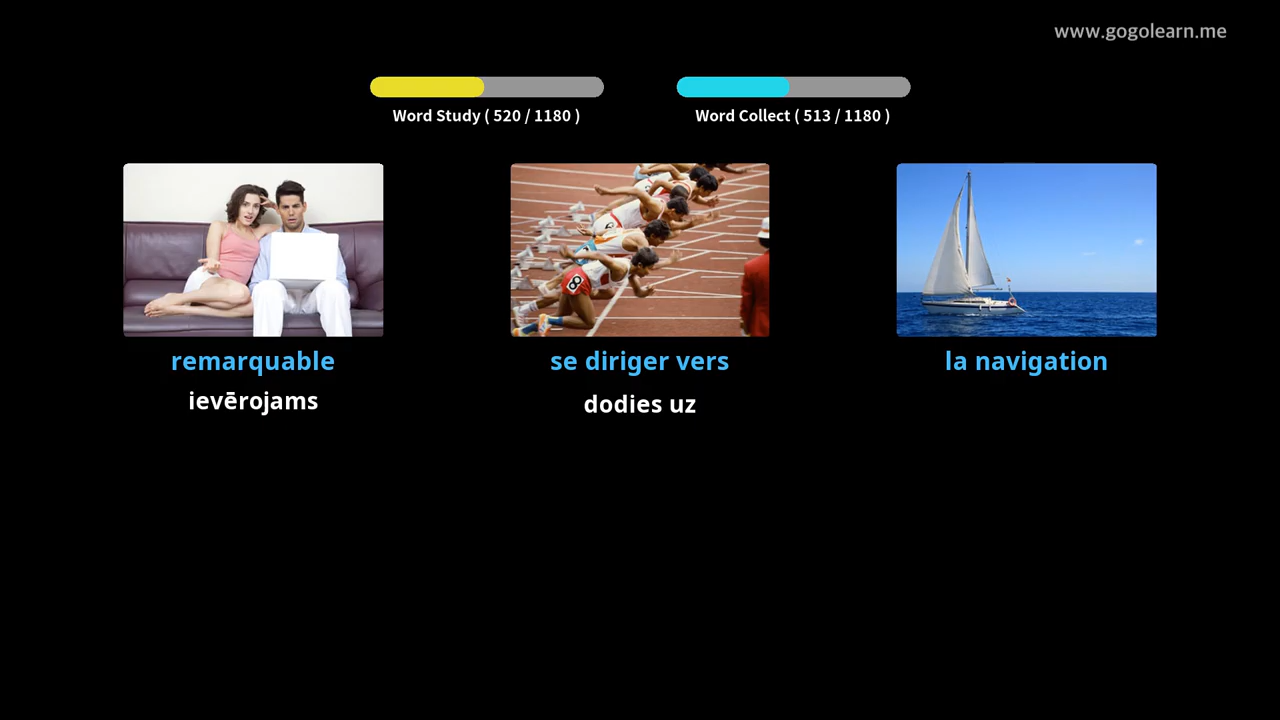 www.gogolearn.me
Word Study ( 520 / 1180 )
Word Collect ( 513 / 1180 )
remarquable
ievērojams
se diriger vers
dodies uz
la navigation
8